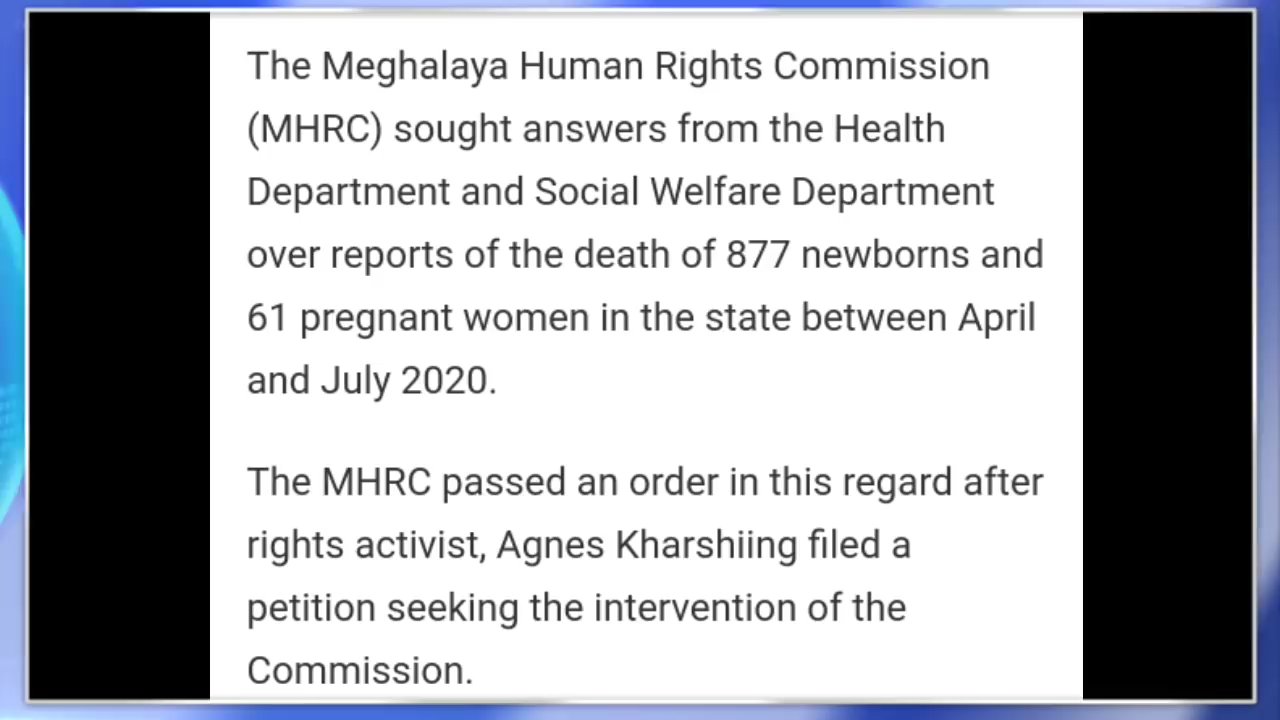 The Meghalaya Human Rights Commission
(MHRC) sought answers from the Health
Department and Social Welfare Department
over reports of the death of 877 newborns and
61 pregnant women in the state between April
and July 2020.
The MHRC passed an order in this regard after
rights activist, Agnes Kharshiing filed a
petition seeking the intervention of the
Commission.